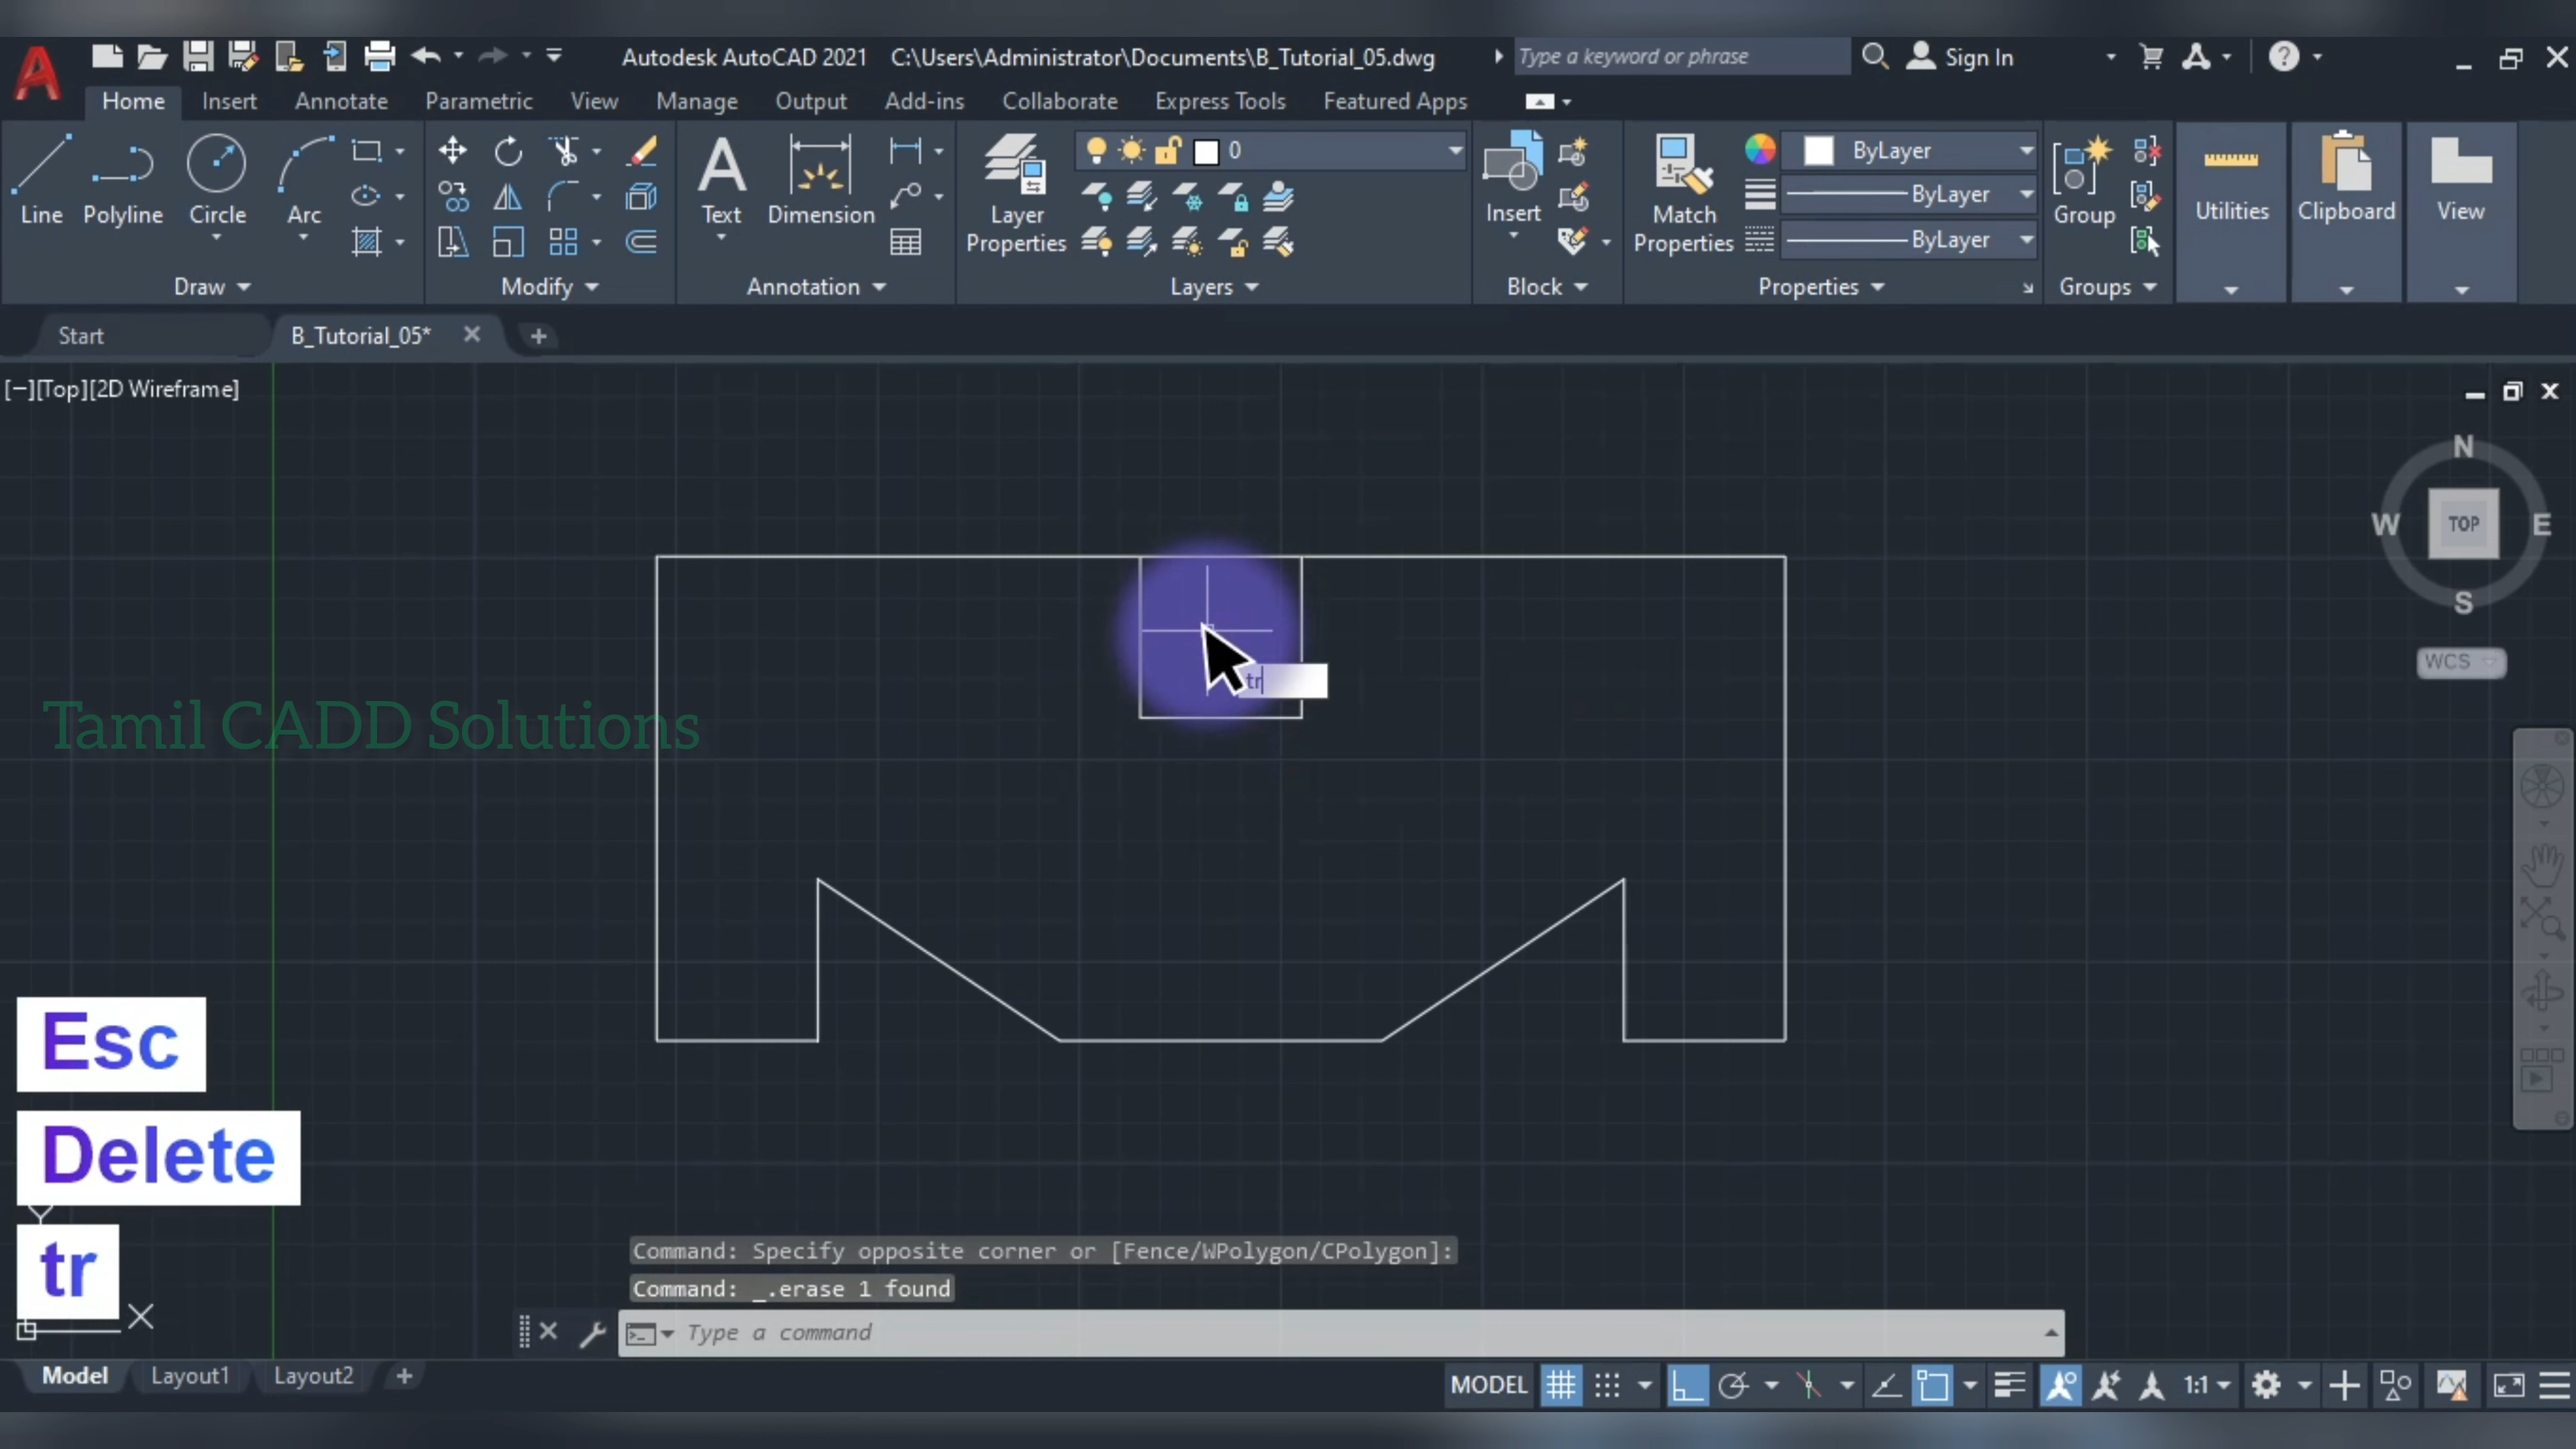 Autodesk AutoCAD 2021 C:\Users\Administrator\Documents\B_Tutorial_05.dwg
Type a keyword or phrase
Sign In
Home Insert Annotate Parametric View Manage Output Add-ins Collaborate Express Tools Featured Apps
Line Polyline Circle Arc
Draw
Modify
Text Dimension
Annotation
Layer Properties
0
Layers
Insert
Block
Match Properties
ByLayer
ByLayer
ByLayer
Properties
Group
Groups
Utilities
Clipboard
View
Start B_Tutorial_05*
[−][Top][2D Wireframe]
N
W TOP E
S
WCS
tr
Tamil CADD Solutions
Esc
Delete
Y
tr
X
Command: Specify opposite corner or [Fence/WPolygon/CPolygon]:
Command: _.erase 1 found
Type a command
Model Layout1 Layout2
MODEL 1:1